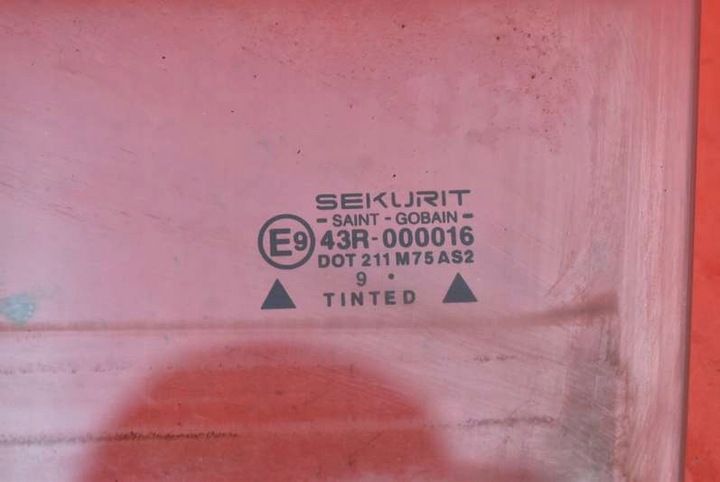 SEKURIT
- SAINT - GOBAIN -
E9 43R-000016
DOT 211 M75 AS2
9 •
TINTED